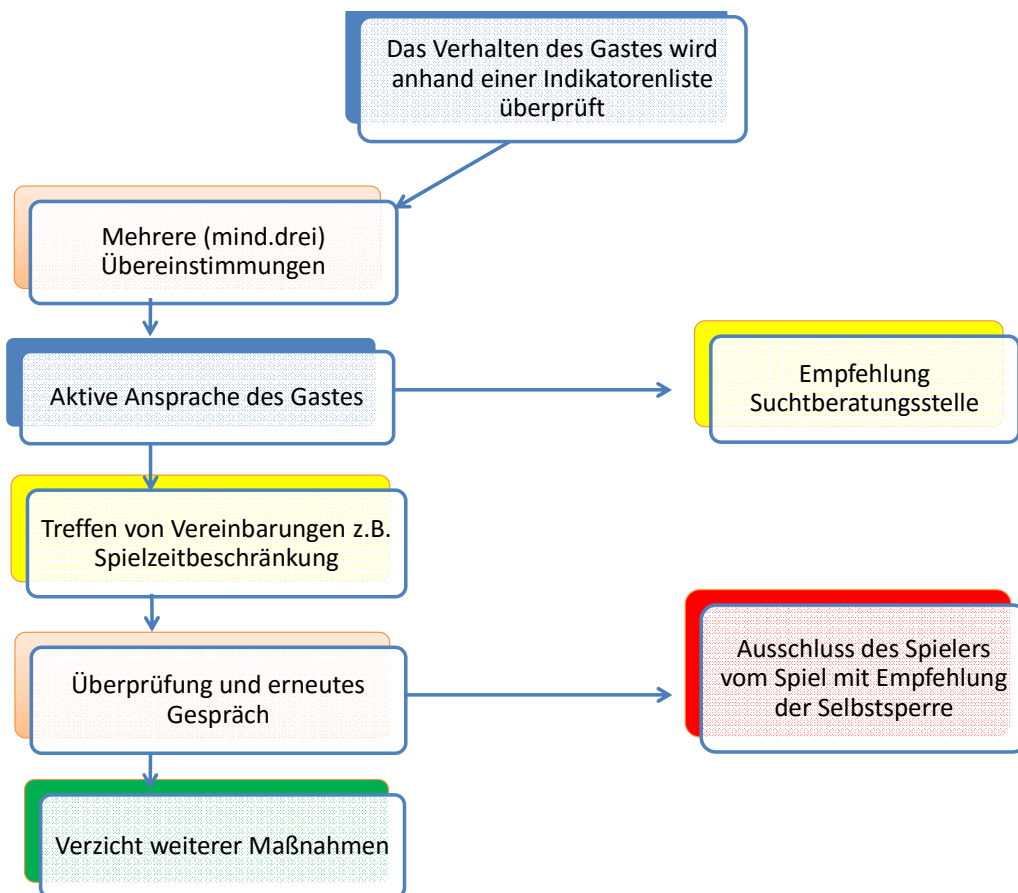 Das Verhalten des Gastes wird
anhand einer Indikatorenliste
überprüft
Mehrere (mind.drei)
Übereinstimmungen
Aktive Ansprache des Gastes
Empfehlung
Suchtberatungsstelle
Treffen von Vereinbarungen z.B.
Spielzeitbeschränkung
Überprüfung und erneutes
Gespräch
Ausschluss des Spielers
vom Spiel mit Empfehlung
der Selbstsperre
Verzicht weiterer Maßnahmen